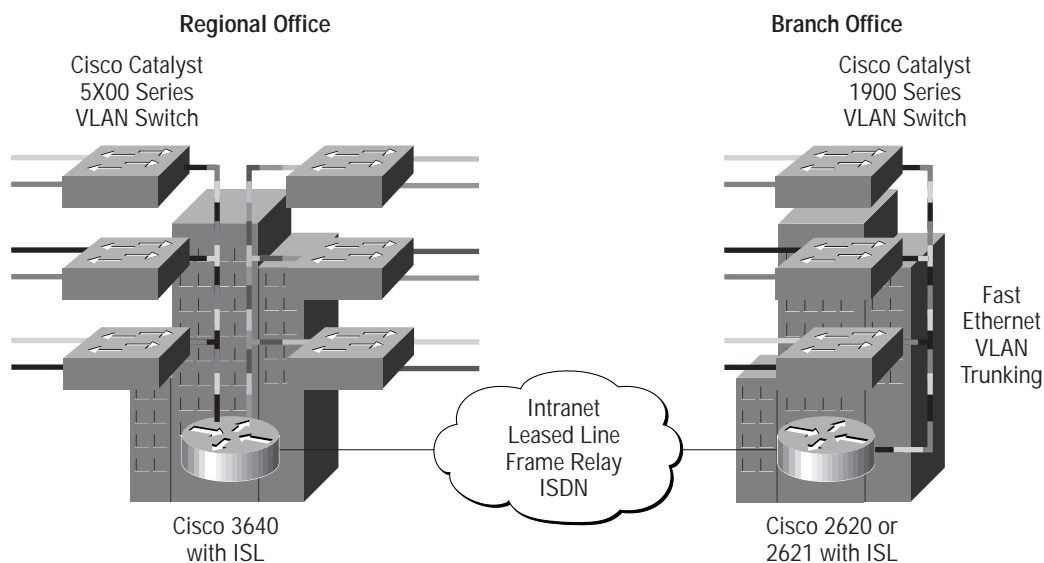 Regional Office
Branch Office
Cisco Catalyst
5X00 Series
VLAN Switch
Cisco Catalyst
1900 Series
VLAN Switch
Fast
Ethernet
VLAN
Trunking
Intranet
Leased Line
Frame Relay
ISDN
Cisco 3640
with ISL
Cisco 2620 or
2621 with ISL